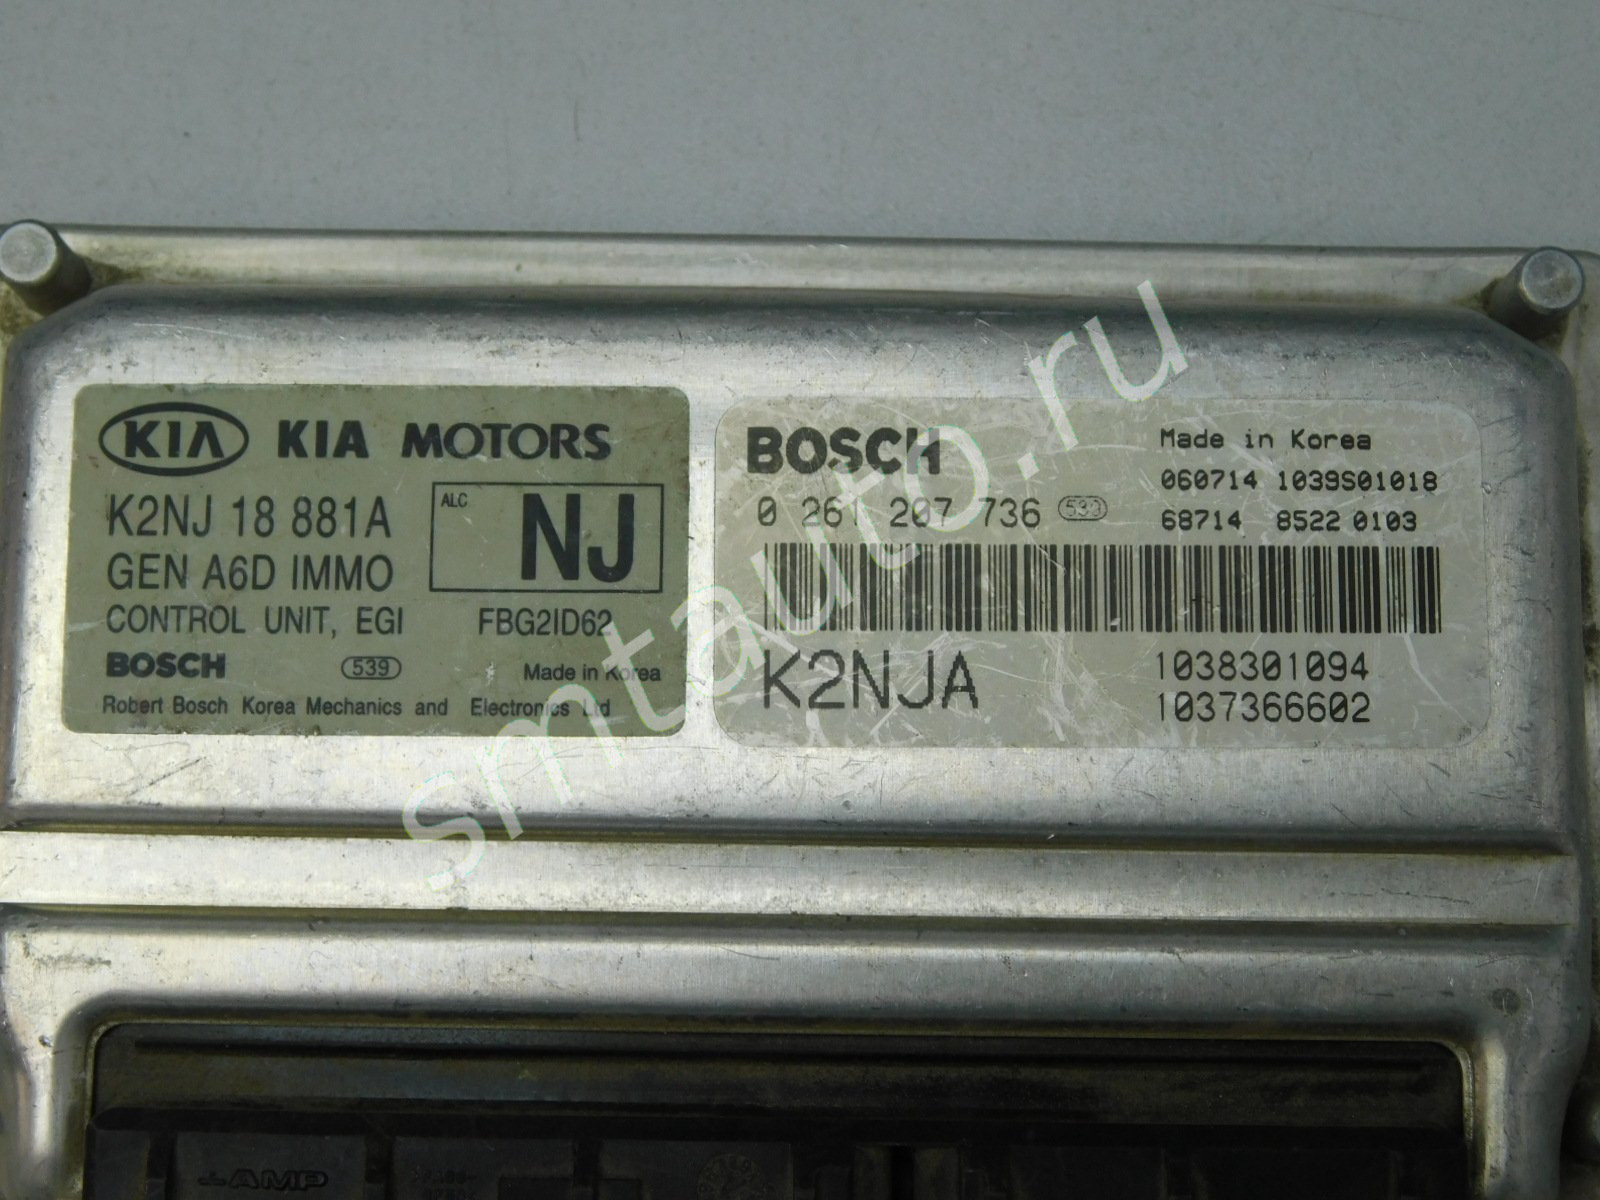 KIA KIA MOTORS
K2NJ 18 881A
ALC NJ
GEN A6D IMMO
CONTROL UNIT, EGI FBG2ID62
BOSCH 539 Made in Korea
Robert Bosch Korea Mechanics and Electronics Ltd
BOSCH Made in Korea
060714 1039S01018
0 261 207 736 539
68714 8522 0103
K2NJA 1038301094
1037366602
smtauto.ru
AMP